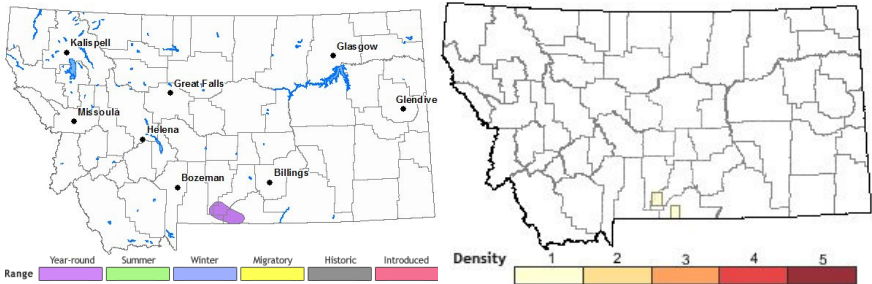 Kalispell
Glasgow
Great Falls
Glendive
Missoula
Helena
Bozeman
Billings
Range Year-round Summer Winter Migratory Historic Introduced
Density 1 2 3 4 5